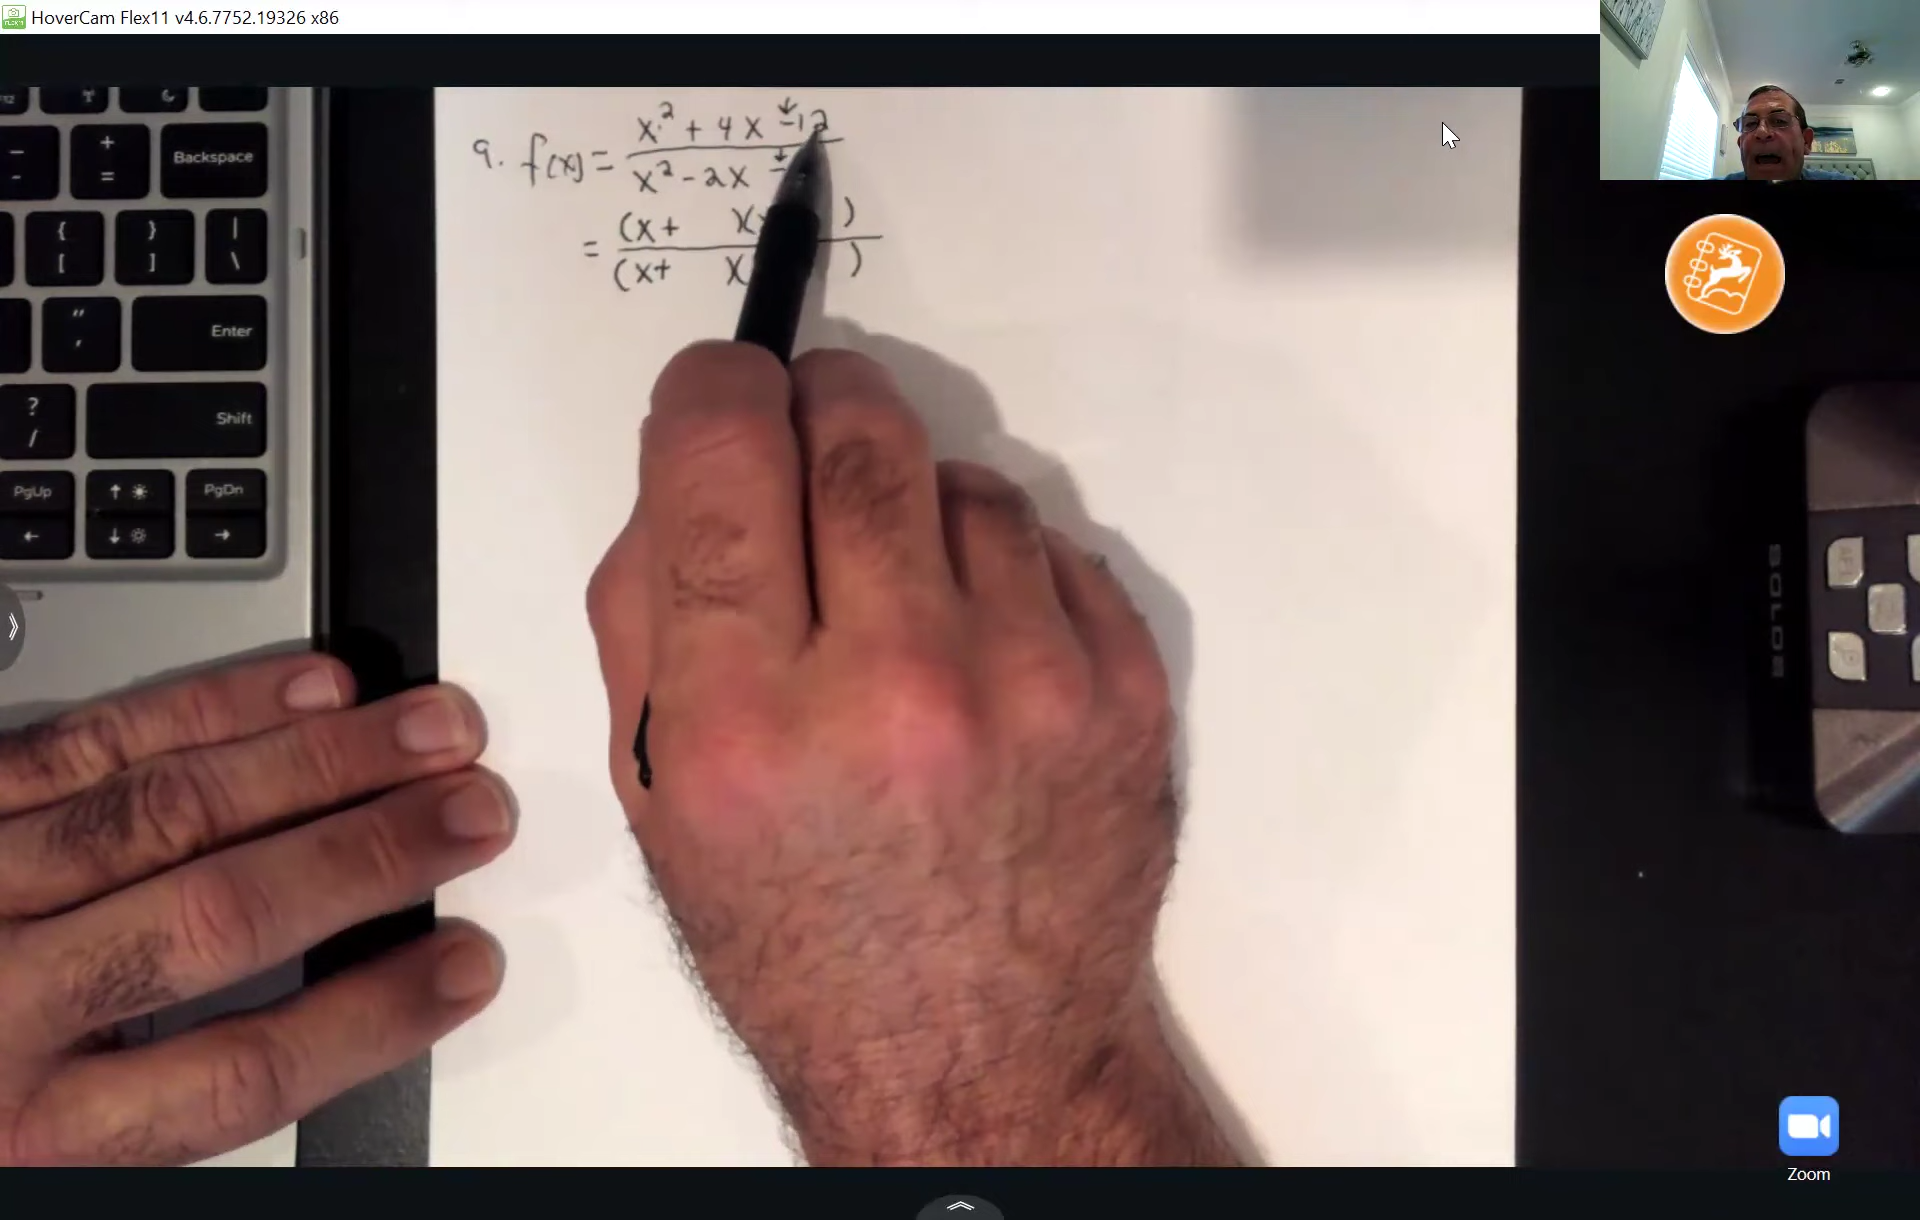 HoverCam Flex11 v4.6.7752.19326 x86
Backspace
Enter
Shift
PgUp
PgDn
9. f(x) = x² + 4x - 12
x² - 2x -
= (x+ )( )
(x+ )( )
SOLDE
Zoom